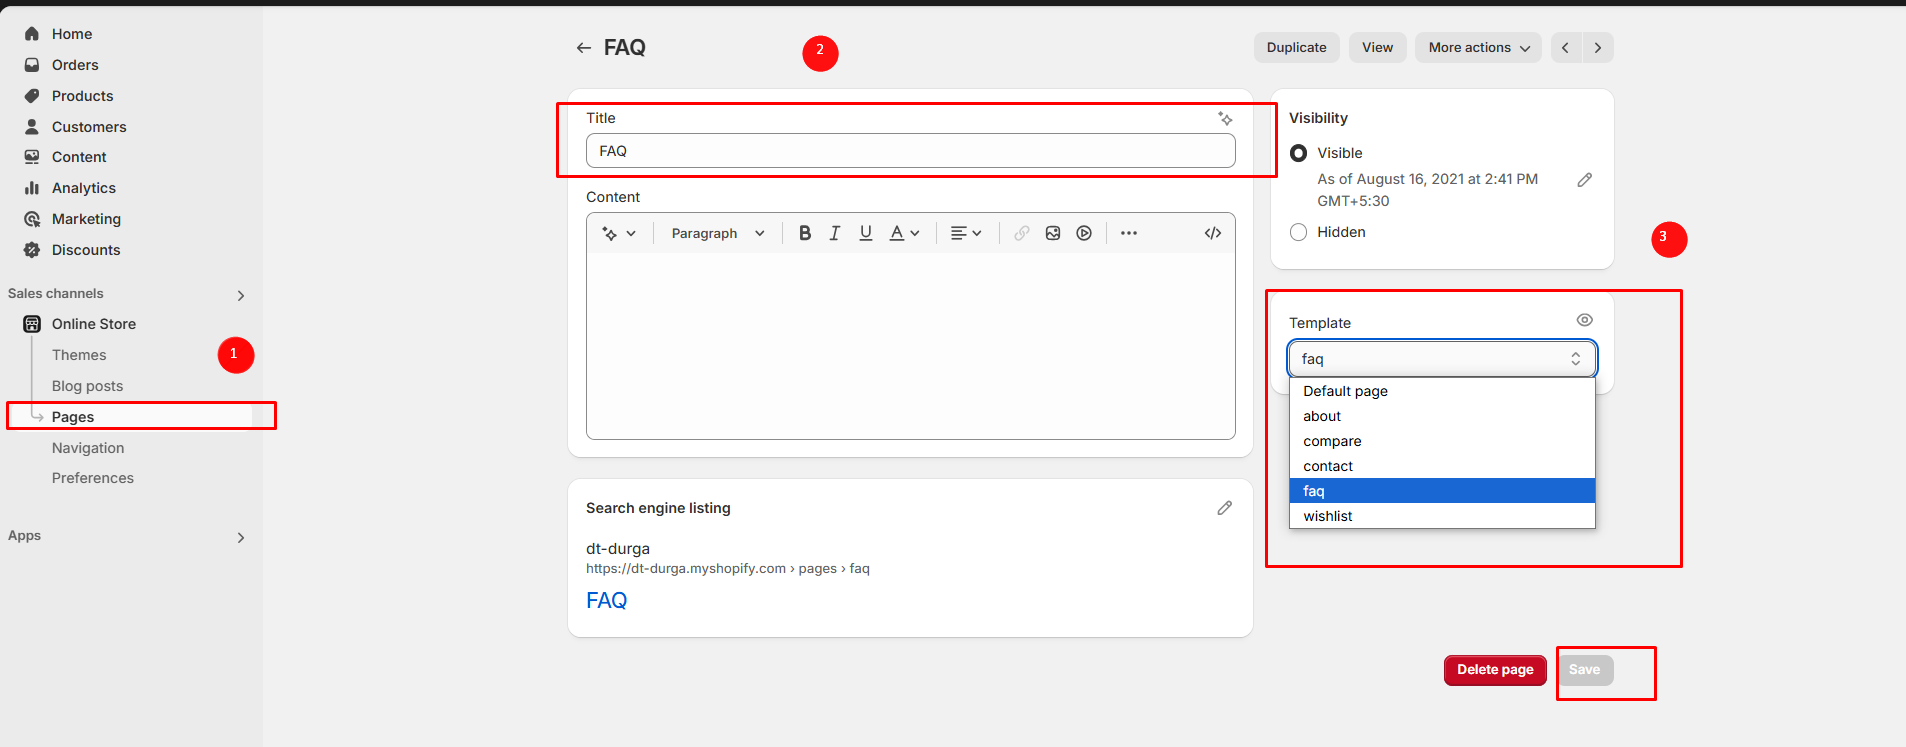 Home
Orders
Products
Customers
Content
Analytics
Marketing
Discounts
Sales channels
Online Store
Themes
1
Blog posts
Pages
Navigation
Preferences
Apps
FAQ
2
Duplicate
View
More actions
Title
FAQ
Content
Paragraph
B I U A
Search engine listing
dt-durga
https://dt-durga.myshopify.com › pages › faq
FAQ
Visibility
Visible
As of August 16, 2021 at 2:41 PM
GMT+5:30
Hidden
3
Template
faq
Default page
about
compare
contact
faq
wishlist
Delete page
Save